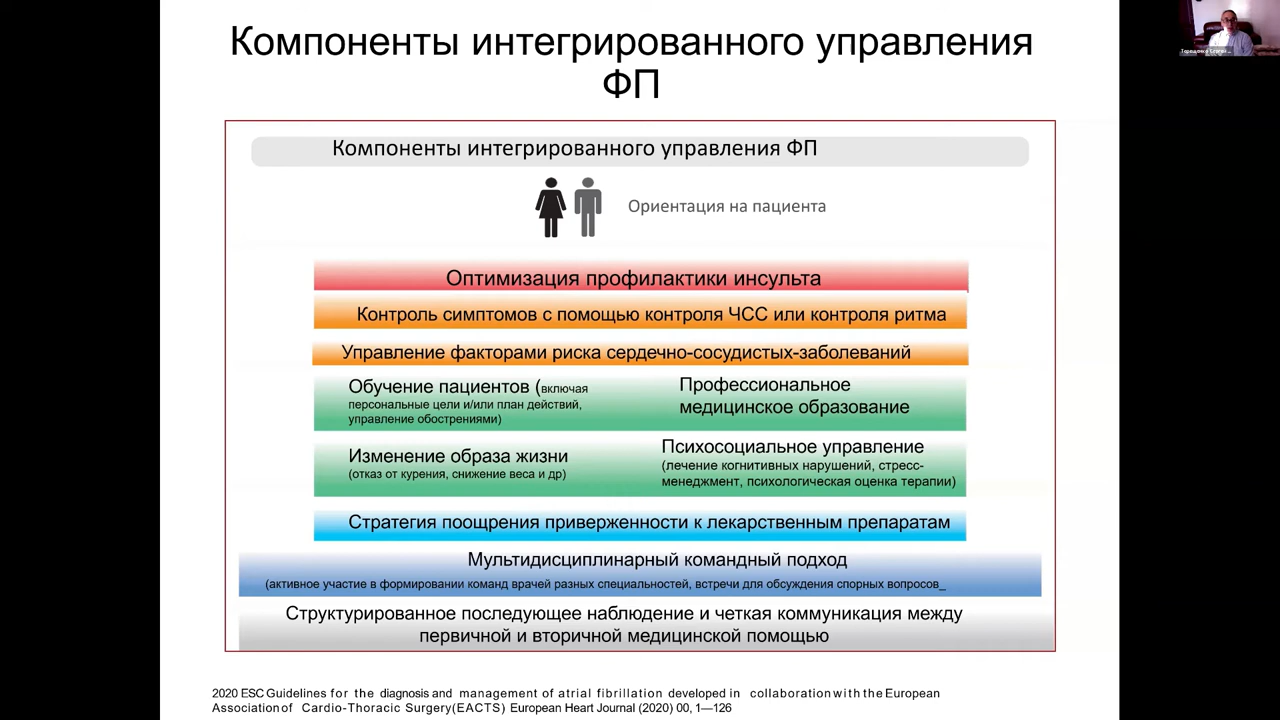 Компоненты интегрированного управления
ФП
Компоненты интегрированного управления ФП
Ориентация на пациента
Оптимизация профилактики инсульта
Контроль симптомов с помощью контроля ЧСС или контроля ритма
Управление факторами риска сердечно-сосудистых-заболеваний
Обучение пациентов (включая
персональные цели и/или план действий,
управление обострениями)
Профессиональное
медицинское образование
Изменение образа жизни
(отказ от курения, снижение веса и др)
Психосоциальное управление
(лечение когнитивных нарушений, стресс-
менеджмент, психологическая оценка терапии)
Стратегия поощрения приверженности к лекарственным препаратам
Мультидисциплинарный командный подход
(активное участие в формировании команд врачей разных специальностей, встречи для обсуждения спорных вопросов_
Структурированное последующее наблюдение и четкая коммуникация между
первичной и вторичной медицинской помощью
2020 ESC Guidelines for the diagnosis and management of atrial fibrillation developed in collaboration with the European
Association of Cardio-Thoracic Surgery(EACTS) European Heart Journal (2020) 00, 1—126